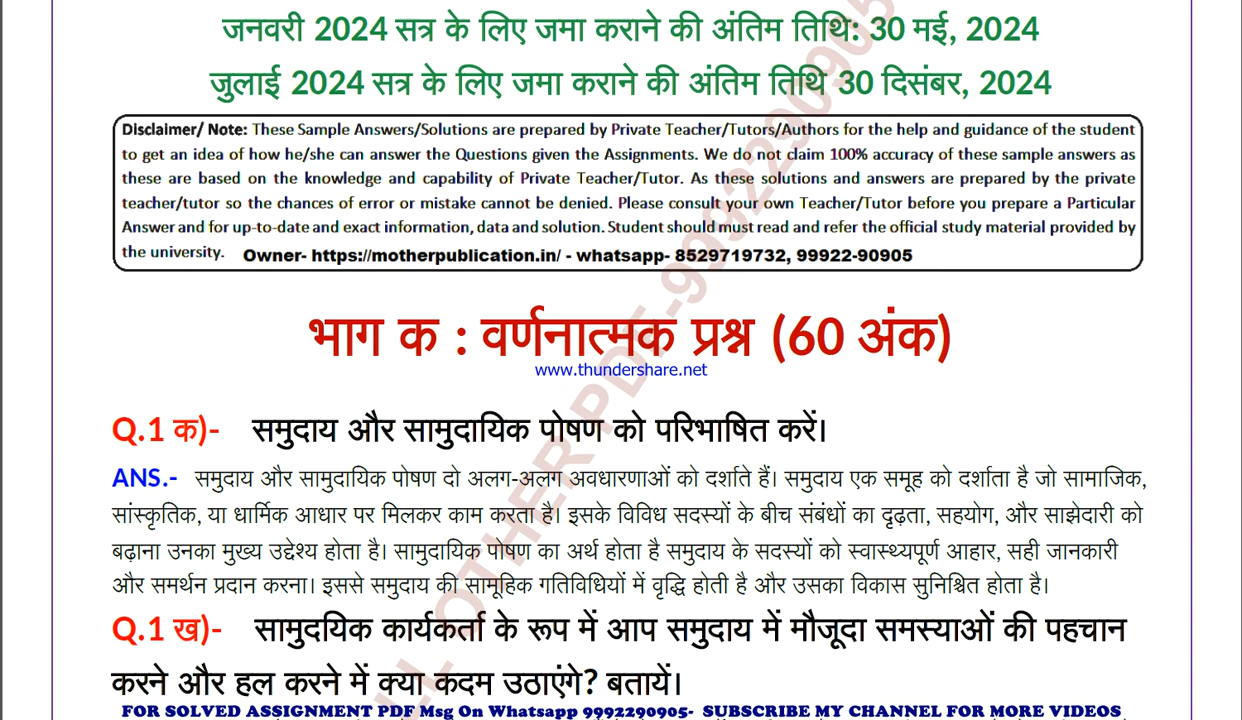 जनवरी 2024 सत्र के लिए जमा कराने की अंतिम तिथि: 30 मई, 2024
जुलाई 2024 सत्र के लिए जमा कराने की अंतिम तिथि 30 दिसंबर, 2024
Disclaimer/ Note: These Sample Answers/Solutions are prepared by Private Teacher/Tutors/Authors for the help and guidance of the student
to get an idea of how he/she can answer the Questions given the Assignments. We do not claim 100% accuracy of these sample answers as
these are based on the knowledge and capability of Private Teacher/Tutor. As these solutions and answers are prepared by the private
teacher/tutor so the chances of error or mistake cannot be denied. Please consult your own Teacher/Tutor before you prepare a Particular
Answer and for up-to-date and exact information, data and solution. Student should must read and refer the official study material provided by
the university. Owner- https://motherpublication.in/ - whatsapp- 8529719732, 99922-90905
भाग क : वर्णनात्मक प्रश्न (60 अंक)
www.thundershare.net
Q.1 क)- समुदाय और सामुदायिक पोषण को परिभाषित करें।
ANS.- समुदाय और सामुदायिक पोषण दो अलग-अलग अवधारणाओं को दर्शाते हैं। समुदाय एक समूह को दर्शाता है जो सामाजिक,
सांस्कृतिक, या धार्मिक आधार पर मिलकर काम करता है। इसके विविध सदस्यों के बीच संबंधों का दृढ़ता, सहयोग, और साझेदारी को
बढ़ाना उनका मुख्य उद्देश्य होता है। सामुदायिक पोषण का अर्थ होता है समुदाय के सदस्यों को स्वास्थ्यपूर्ण आहार, सही जानकारी
और समर्थन प्रदान करना। इससे समुदाय की सामूहिक गतिविधियों में वृद्धि होती है और उसका विकास सुनिश्चित होता है।
Q.1 ख)- सामुदयिक कार्यकर्ता के रूप में आप समुदाय में मौजूदा समस्याओं की पहचान
करने और हल करने में क्या कदम उठाएंगे? बतायें।
FOR SOLVED ASSIGNMENT PDF Msg On Whatsapp 9992290905- SUBSCRIBE MY CHANNEL FOR MORE VIDEOS
ALL OTHER PDF-9992290905